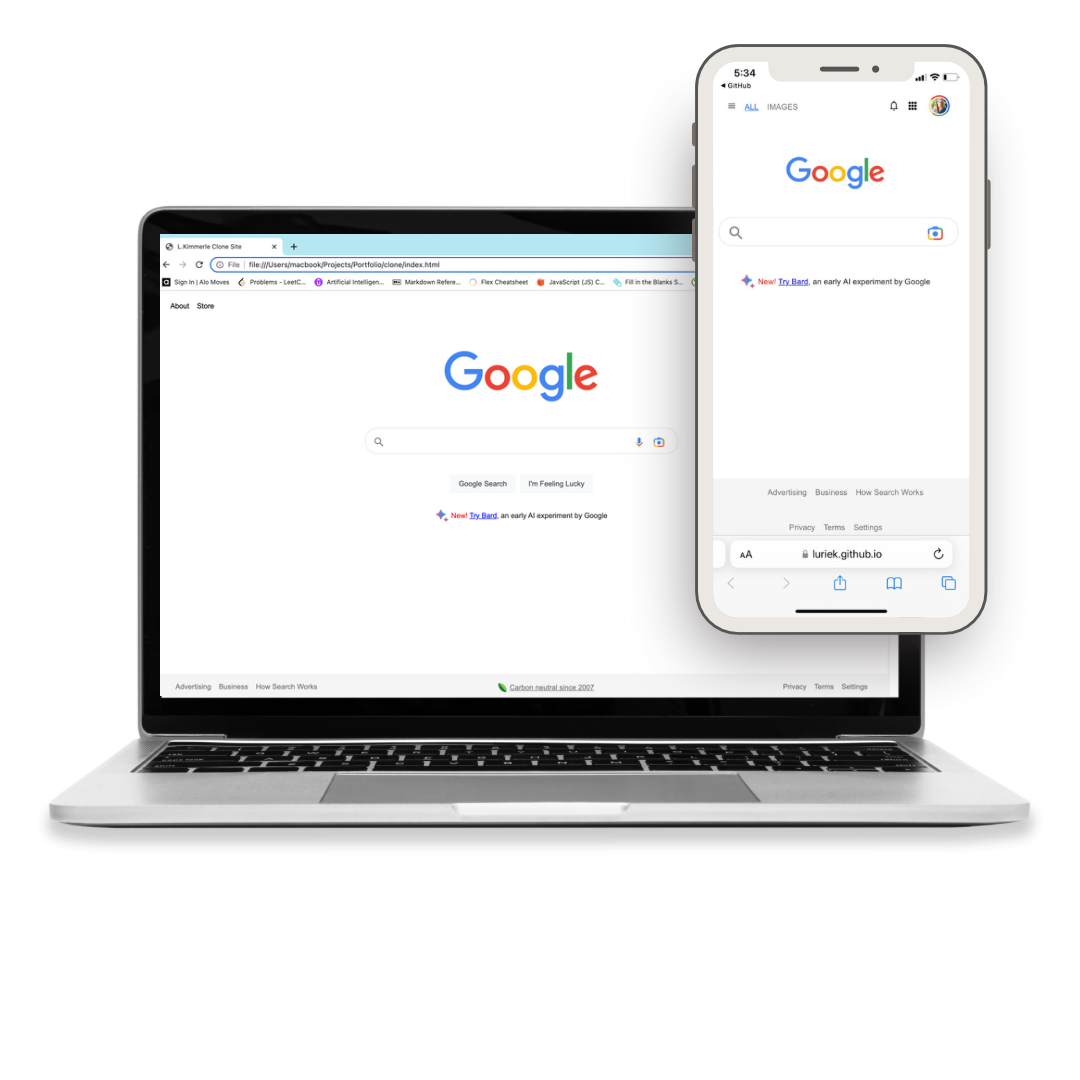 L.Kimmerle Clone Site
File file:///Users/macbook/Projects/Portfolio/clone/index.html
Sign In | Alo Moves Problems - LeetC... Artificial Intelligen... Markdown Refere... Flex Cheatsheet JavaScript (JS) C... Fill in the Blanks S...
About Store
Google
Google Search I'm Feeling Lucky
New! Try Bard, an early AI experiment by Google
Advertising Business How Search Works Carbon neutral since 2007 Privacy Terms Settings
5:34
GitHub
ALL IMAGES
Google
New! Try Bard, an early AI experiment by Google
Advertising Business How Search Works
Privacy Terms Settings
AA luriek.github.io